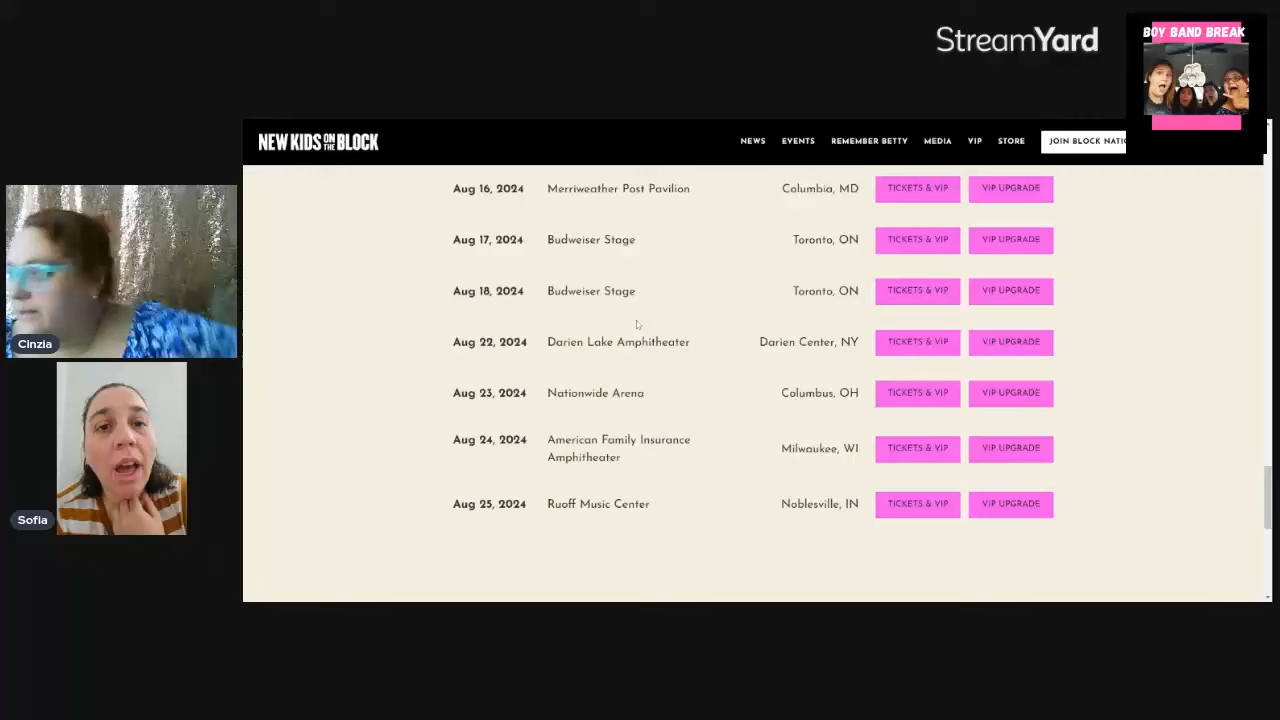 StreamYard
BOY BAND BREAK
NEW KIDS ON THE BLOCK
NEWS EVENTS REMEMBER BETTY MEDIA VIP STORE JOIN BLOCK NATIO
Aug 16, 2024 Merriweather Post Pavilion Columbia, MD TICKETS & VIP VIP UPGRADE
Aug 17, 2024 Budweiser Stage Toronto, ON TICKETS & VIP VIP UPGRADE
Aug 18, 2024 Budweiser Stage Toronto, ON TICKETS & VIP VIP UPGRADE
Aug 22, 2024 Darien Lake Amphitheater Darien Center, NY TICKETS & VIP VIP UPGRADE
Aug 23, 2024 Nationwide Arena Columbus, OH TICKETS & VIP VIP UPGRADE
Aug 24, 2024 American Family Insurance
Amphitheater Milwaukee, WI TICKETS & VIP VIP UPGRADE
Aug 25, 2024 Ruoff Music Center Noblesville, IN TICKETS & VIP VIP UPGRADE
Cinzia
Sofia